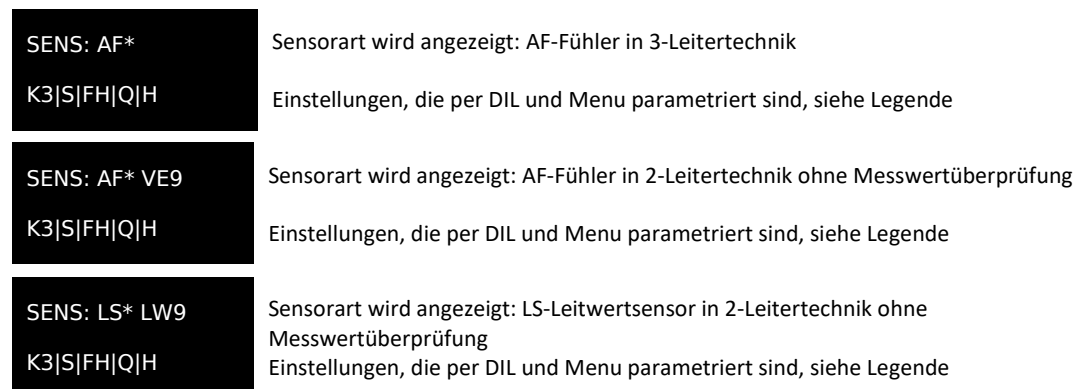 SENS: AF*
Sensorart wird angezeigt: AF-Fühler in 3-Leitertechnik
K3|S|FH|Q|H
Einstellungen, die per DIL und Menu parametriert sind, siehe Legende
SENS: AF* VE9
Sensorart wird angezeigt: AF-Fühler in 2-Leitertechnik ohne Messwertüberprüfung
K3|S|FH|Q|H
Einstellungen, die per DIL und Menu parametriert sind, siehe Legende
SENS: LS* LW9
Sensorart wird angezeigt: LS-Leitwertsensor in 2-Leitertechnik ohne
Messwertüberprüfung
K3|S|FH|Q|H
Einstellungen, die per DIL und Menu parametriert sind, siehe Legende